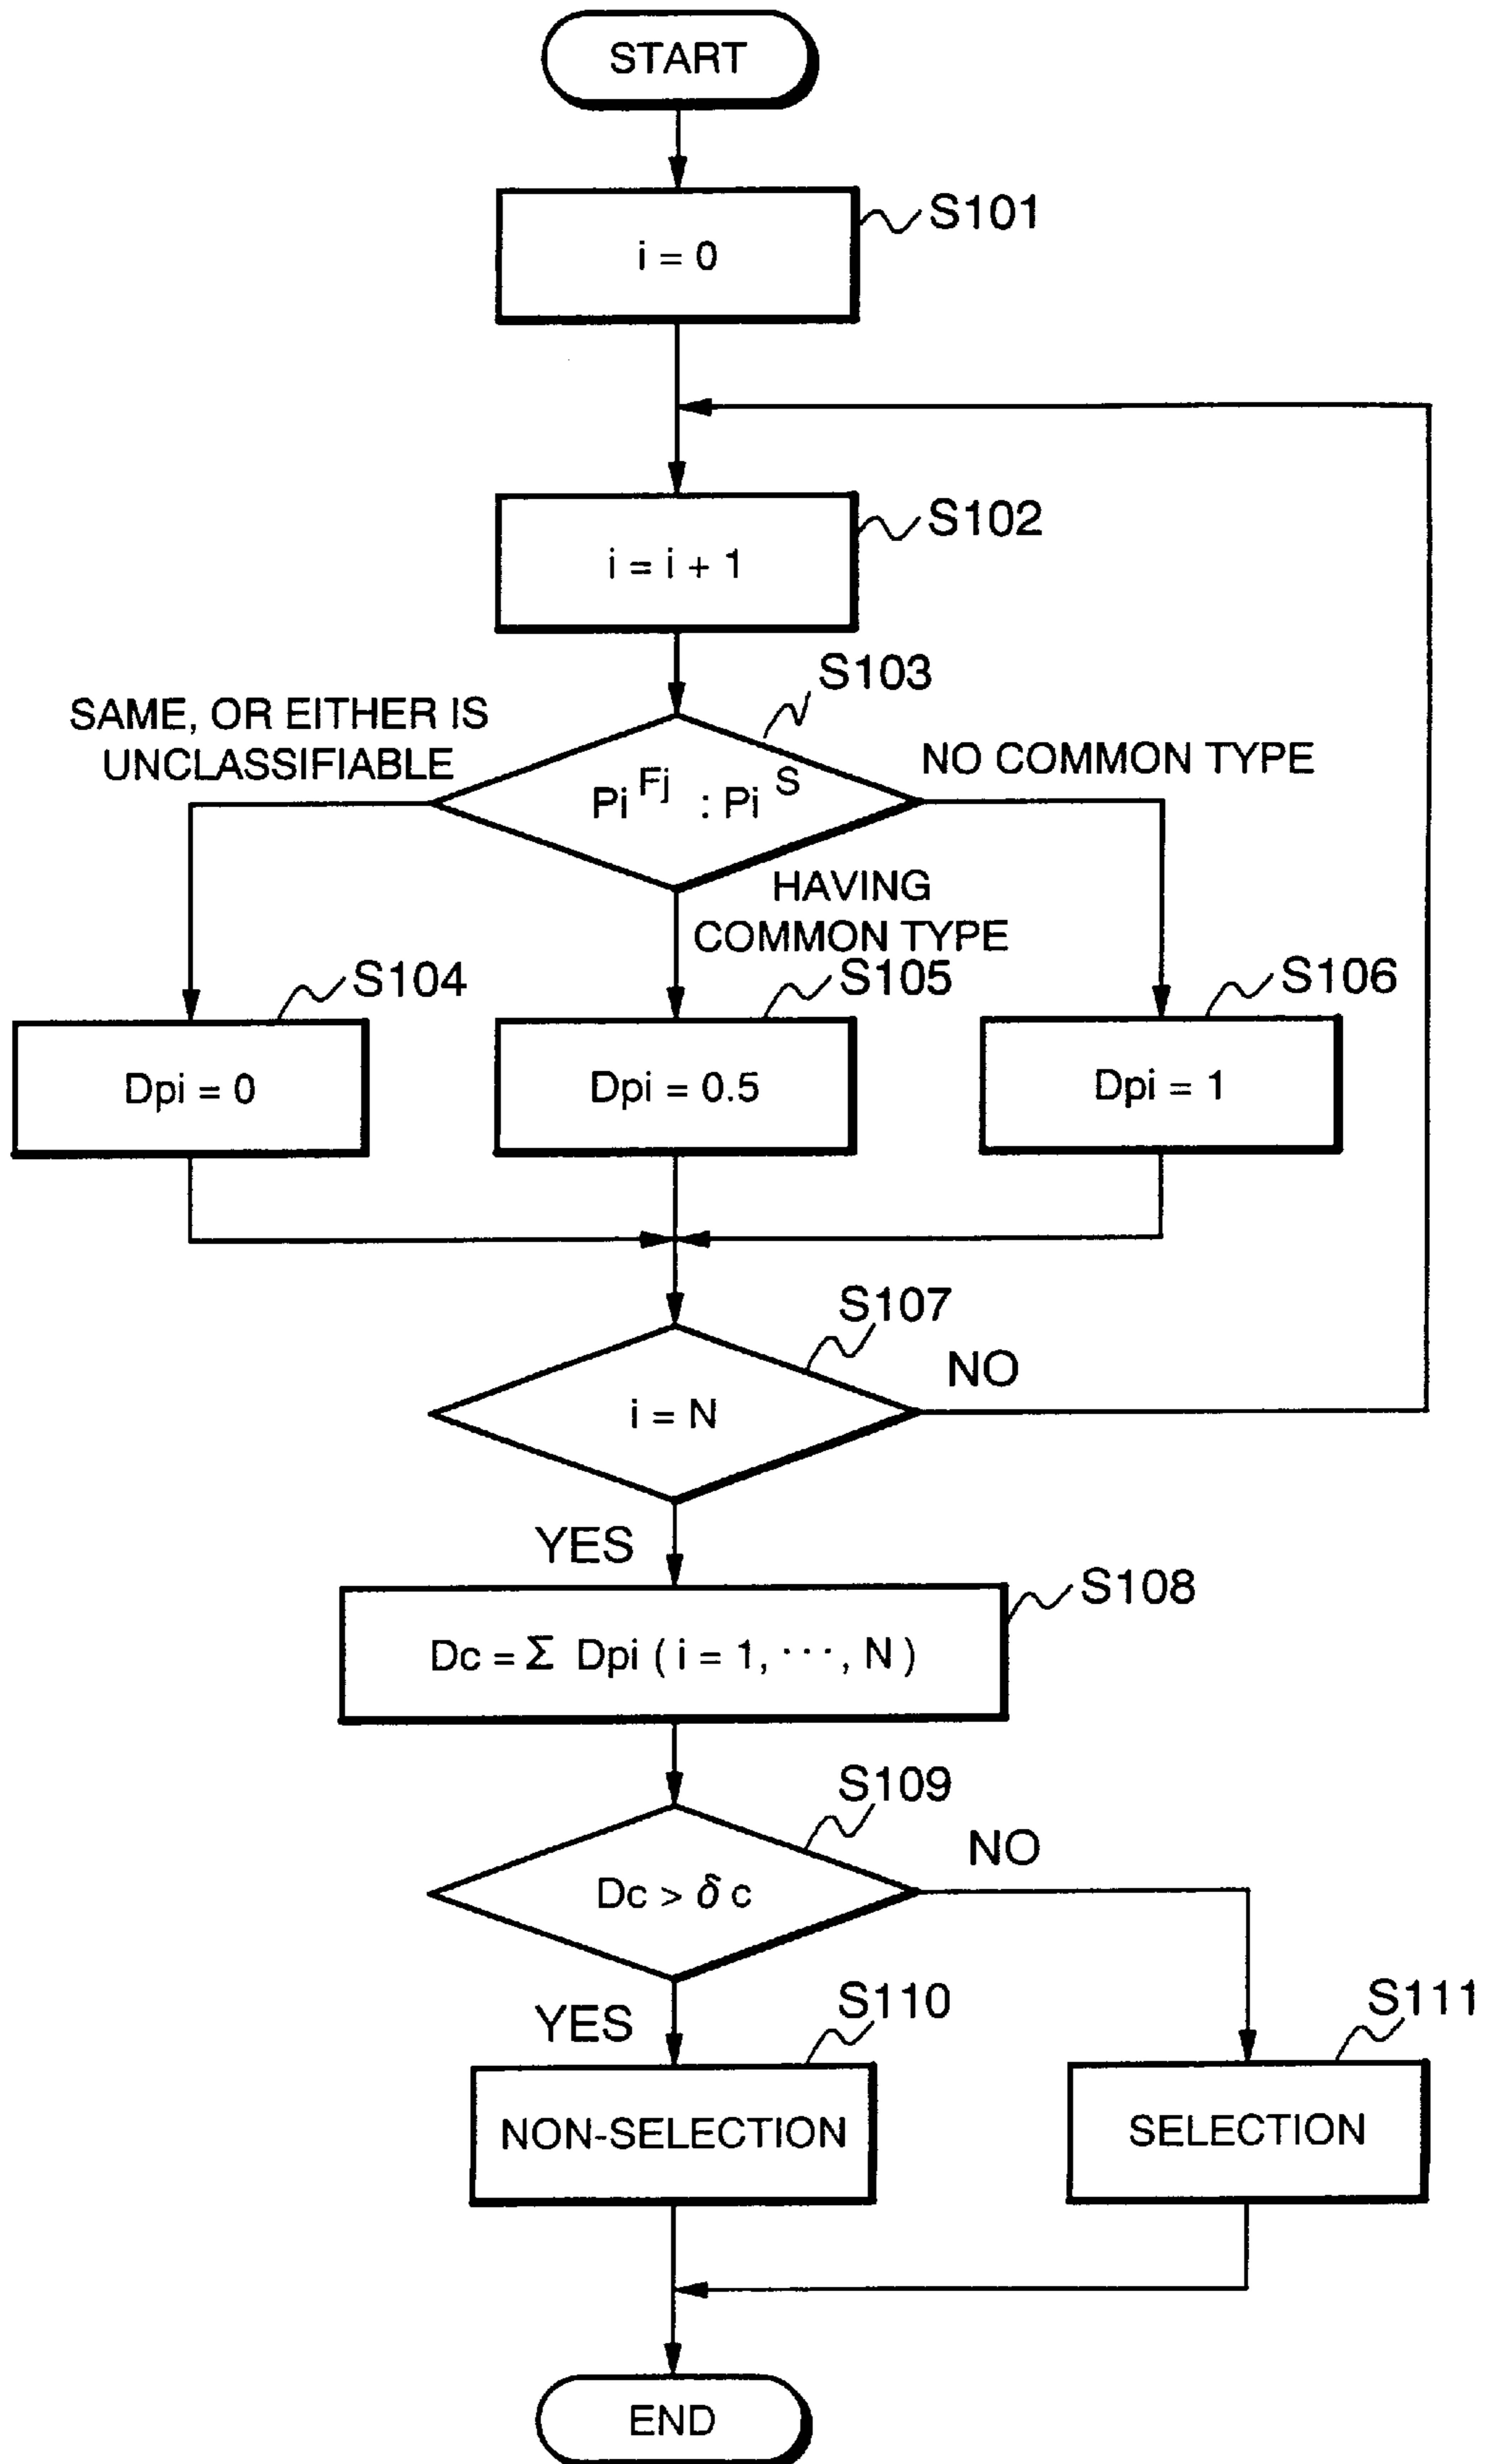 START
S101
i = 0
S102
i = i + 1
S103
SAME, OR EITHER IS
UNCLASSIFIABLE
NO COMMON TYPE
Pi^Fj : Pi^S
HAVING
COMMON TYPE
S104
S105
S106
Dpi = 0
Dpi = 0.5
Dpi = 1
S107
NO
i = N
YES
S108
Dc = Σ Dpi ( i = 1, ···, N )
S109
NO
Dc > δc
YES
S110
S111
NON-SELECTION
SELECTION
END